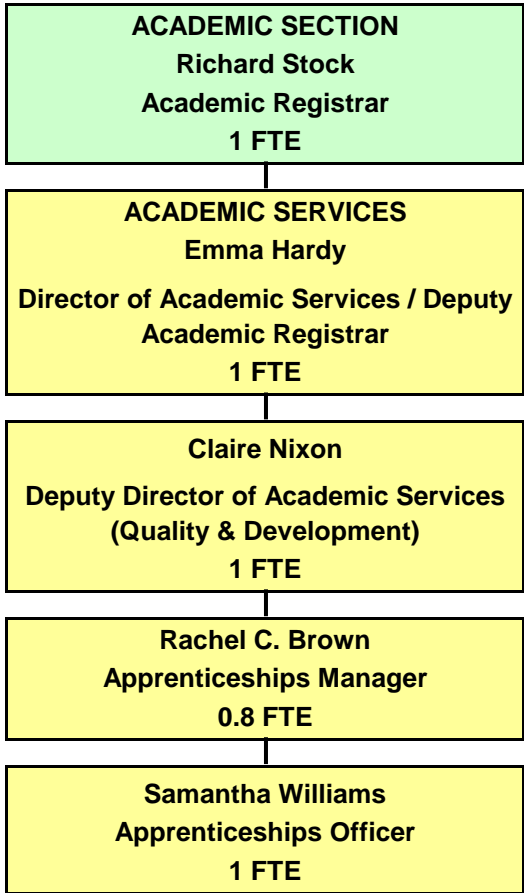 ACADEMIC SECTION
Richard Stock
Academic Registrar
1 FTE
ACADEMIC SERVICES
Emma Hardy
Director of Academic Services / Deputy
Academic Registrar
1 FTE
Claire Nixon
Deputy Director of Academic Services
(Quality & Development)
1 FTE
Rachel C. Brown
Apprenticeships Manager
0.8 FTE
Samantha Williams
Apprenticeships Officer
1 FTE